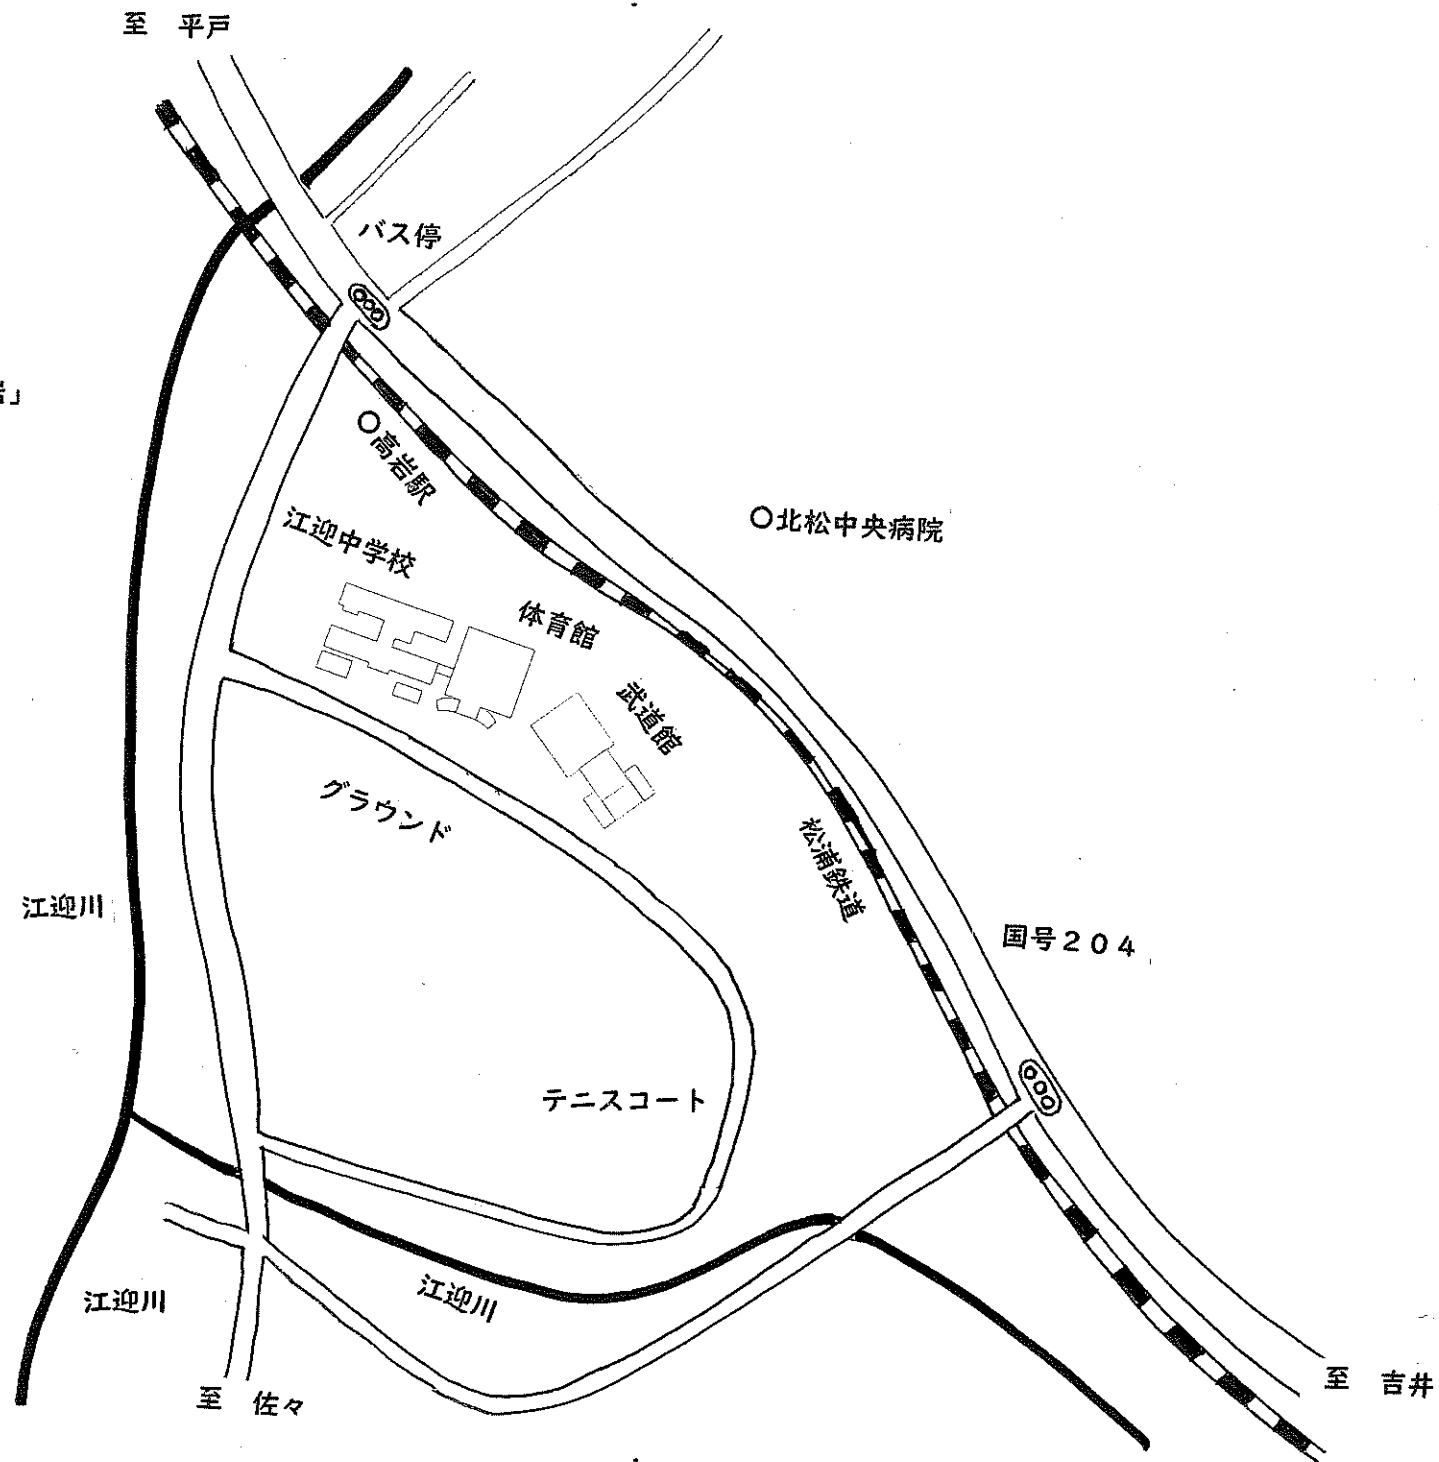 至 平戸
バス停
」
高岩駅
北松中央病院
江迎中学校
体育館
武道館
グラウンド
松浦鉄道
江迎川
国号204
テニスコート
江迎川
江迎川
至 佐々
至 吉井